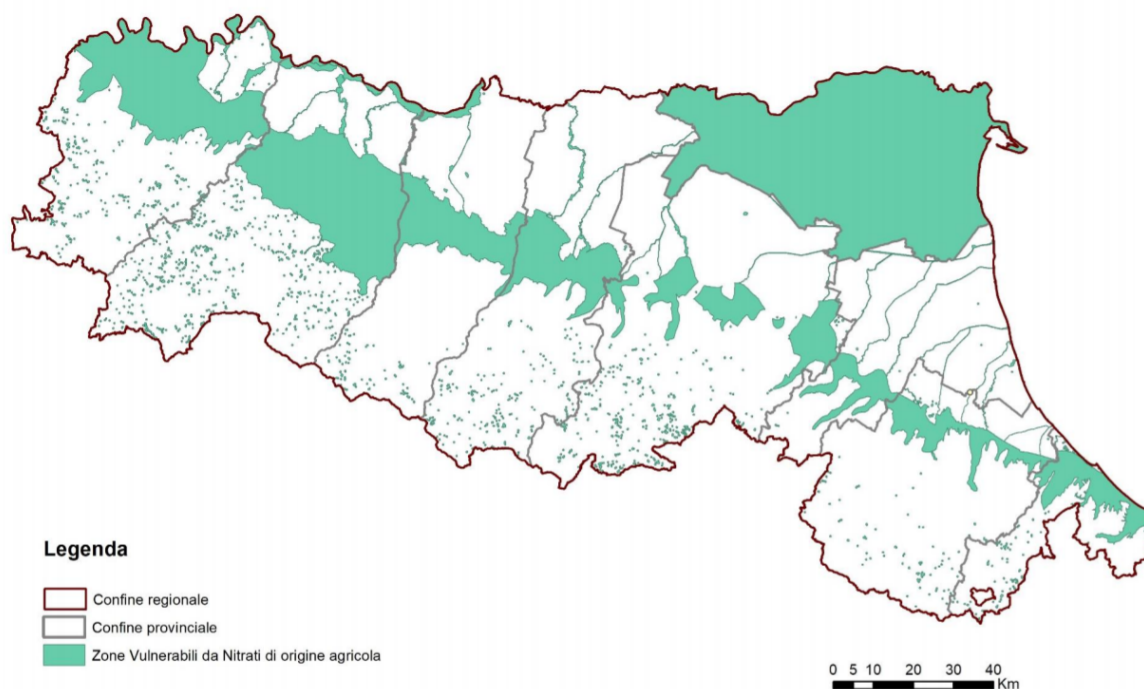 Legenda
Confine regionale
Confine provinciale
Zone Vulnerabili da Nitrati di origine agricola
0 5 10 20 30 40
Km